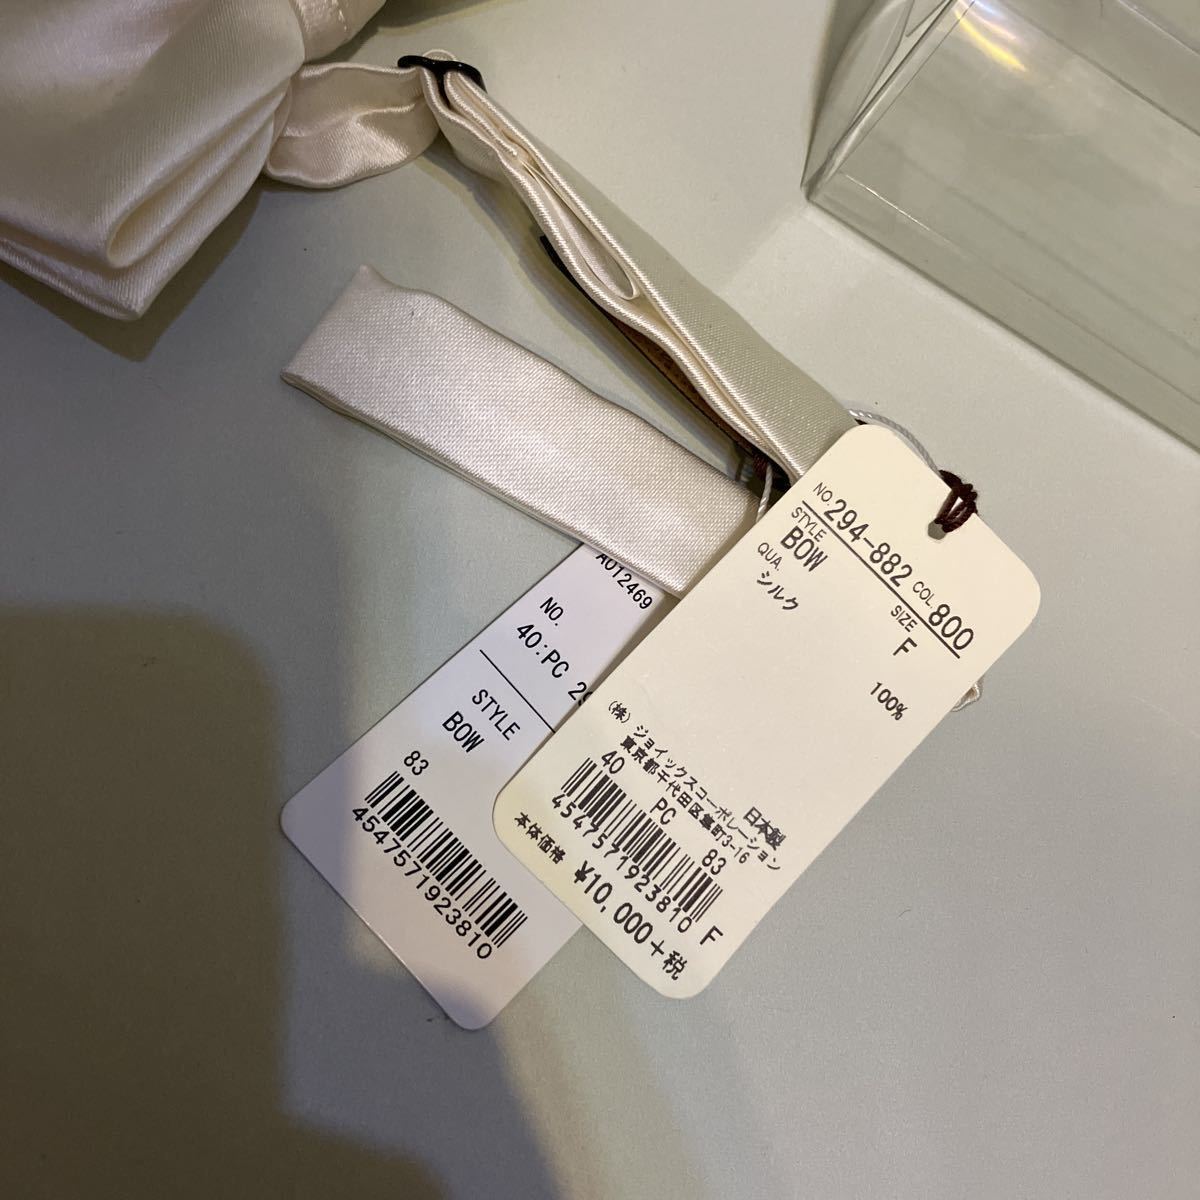 NO. 294-882 COL. 800
STYLE SIZE
BOW F
QUA.
シルク 100%
日本製
(株)ジョイックスコーポレーション
東京都千代田区麹町3-16
40 PC 83
4547571923810 F
本体価格 ¥10,000+税
A012469
NO.
40:PC 29
STYLE
BOW
83
4547571923810